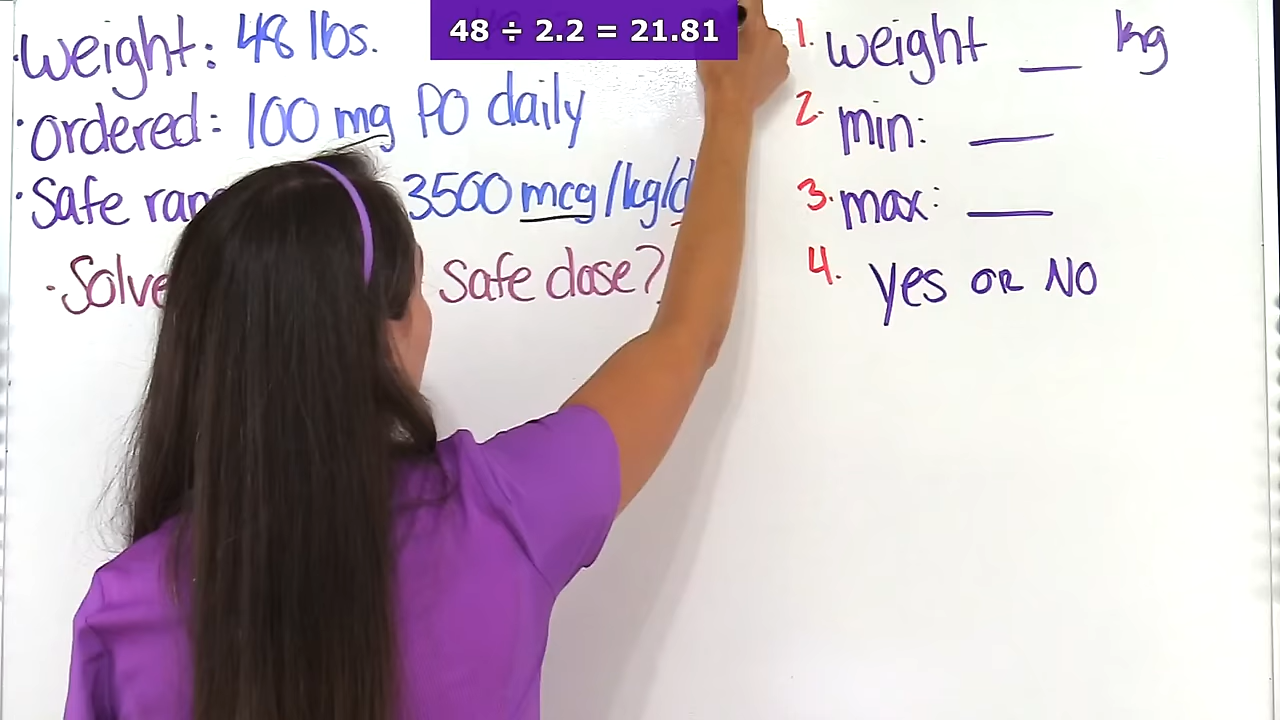 48 ÷ 2.2 = 21.81
· Weight: 48 lbs.
· Ordered: 100 mg PO daily
· Safe ran 3500 mcg/kg/d
· Solve safe dose?
1. weight __ kg
2. min: __
3. max: __
4. Yes OR NO